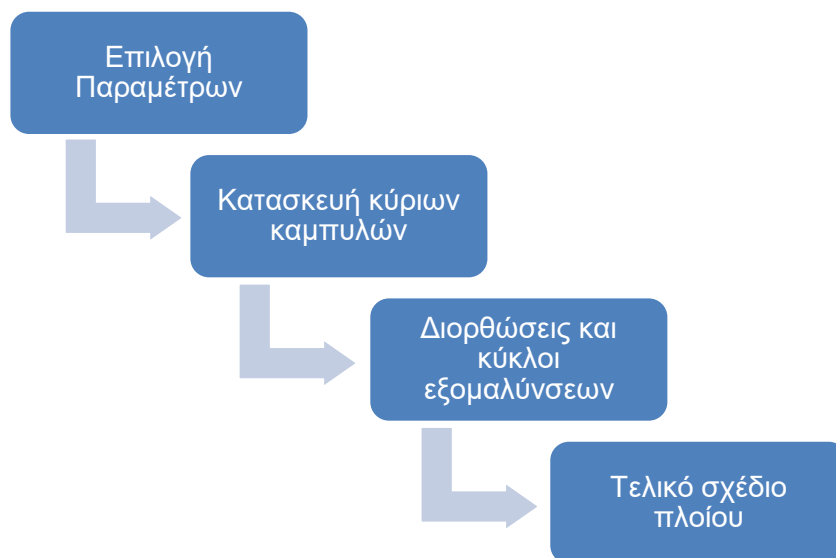 Επιλογή
Παραμέτρων
Κατασκευή κύριων
καμπυλών
Διορθώσεις και
κύκλοι
εξομαλύνσεων
Τελικό σχέδιο
πλοίου